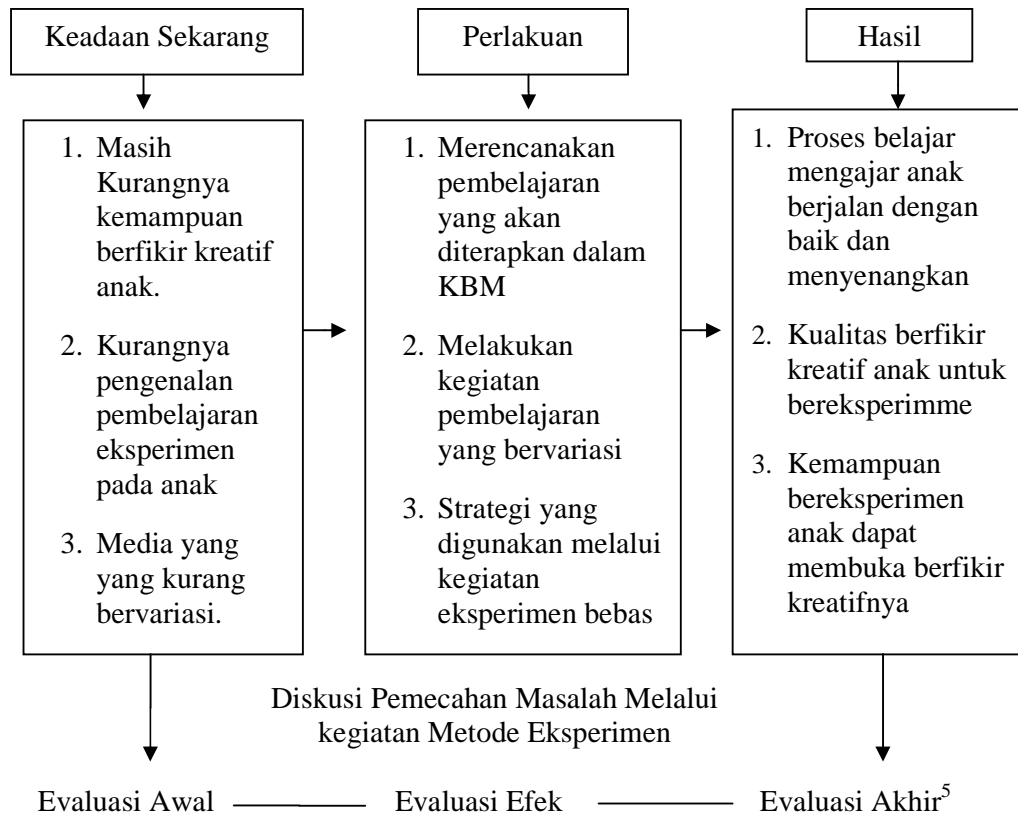 Keadaan Sekarang
Perlakuan
Hasil
1. Masih
Kurangnya
kemampuan
berfikir kreatif
anak.
2. Kurangnya
pengenalan
pembelajaran
eksperimen
pada anak
3. Media yang
yang kurang
bervariasi.
1. Merencanakan
pembelajaran
yang akan
diterapkan dalam
KBM
2. Melakukan
kegiatan
pembelajaran
yang bervariasi
3. Strategi yang
digunakan melalui
kegiatan
eksperimen bebas
1. Proses belajar
mengajar anak
berjalan dengan
baik dan
menyenangkan
2. Kualitas berfikir
kreatif anak untuk
bereksperimme
3. Kemampuan
bereksperimen
anak dapat
membuka berfikir
kreatifnya
Diskusi Pemecahan Masalah Melalui
kegiatan Metode Eksperimen
Evaluasi Awal
Evaluasi Efek
Evaluasi Akhir⁵